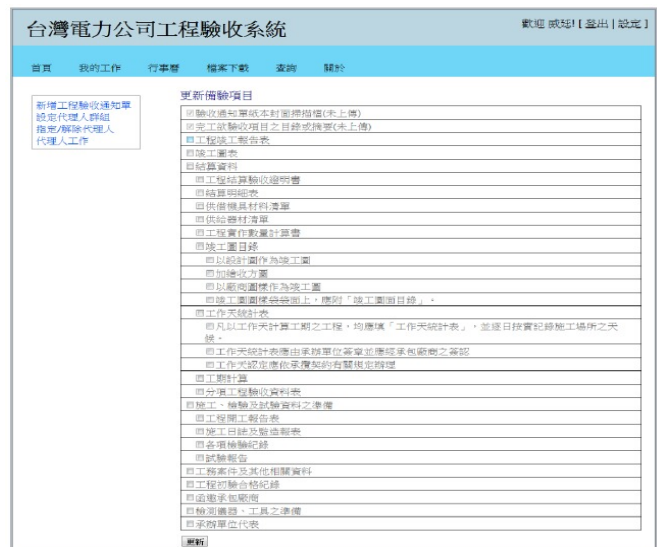 台灣電力公司工程驗收系統
歡迎 威廷! [ 登出 | 設定 ]
首頁 我的工作 行事曆 檔案下載 查詢 關於
新增工程驗收通知單
設定代理人群組
指定/解除代理人
代理人工作
更新備驗項目
驗收通知單紙本封面掃描檔(未上傳)
完工故驗收項目之目錄或摘要(未上傳)
工程竣工報告表
竣工圖表
結算資料
工程結算驗收證明書
結算明細表
供借機具材料清單
供給器材清單
工程實作數量計算書
竣工圖目錄
以設計圖作為竣工圖
加繪收方圖
以廠商圖樣作為竣工圖
竣工圖圖樣袋袋面上,應附「竣工圖面目錄」。
工作天統計表
凡以工作天計算工期之工程,均應填「工作天統計表」,並逐日按實記錄施工場所之天
候。
工作天統計表應由承辦單位簽章並應經承包廠商之簽認
工作天認定應依承攬契約有關規定辦理
工期計算
分項工程驗收資料表
施工、檢驗及試驗資料之準備
工程開工報告表
施工日誌及監造報表
各項檢驗紀錄
試驗報告
工務案件及其他相關資料
工程初驗合格紀錄
函邀承包廠商
檢測儀器、工具之準備
承辦單位代表
更新